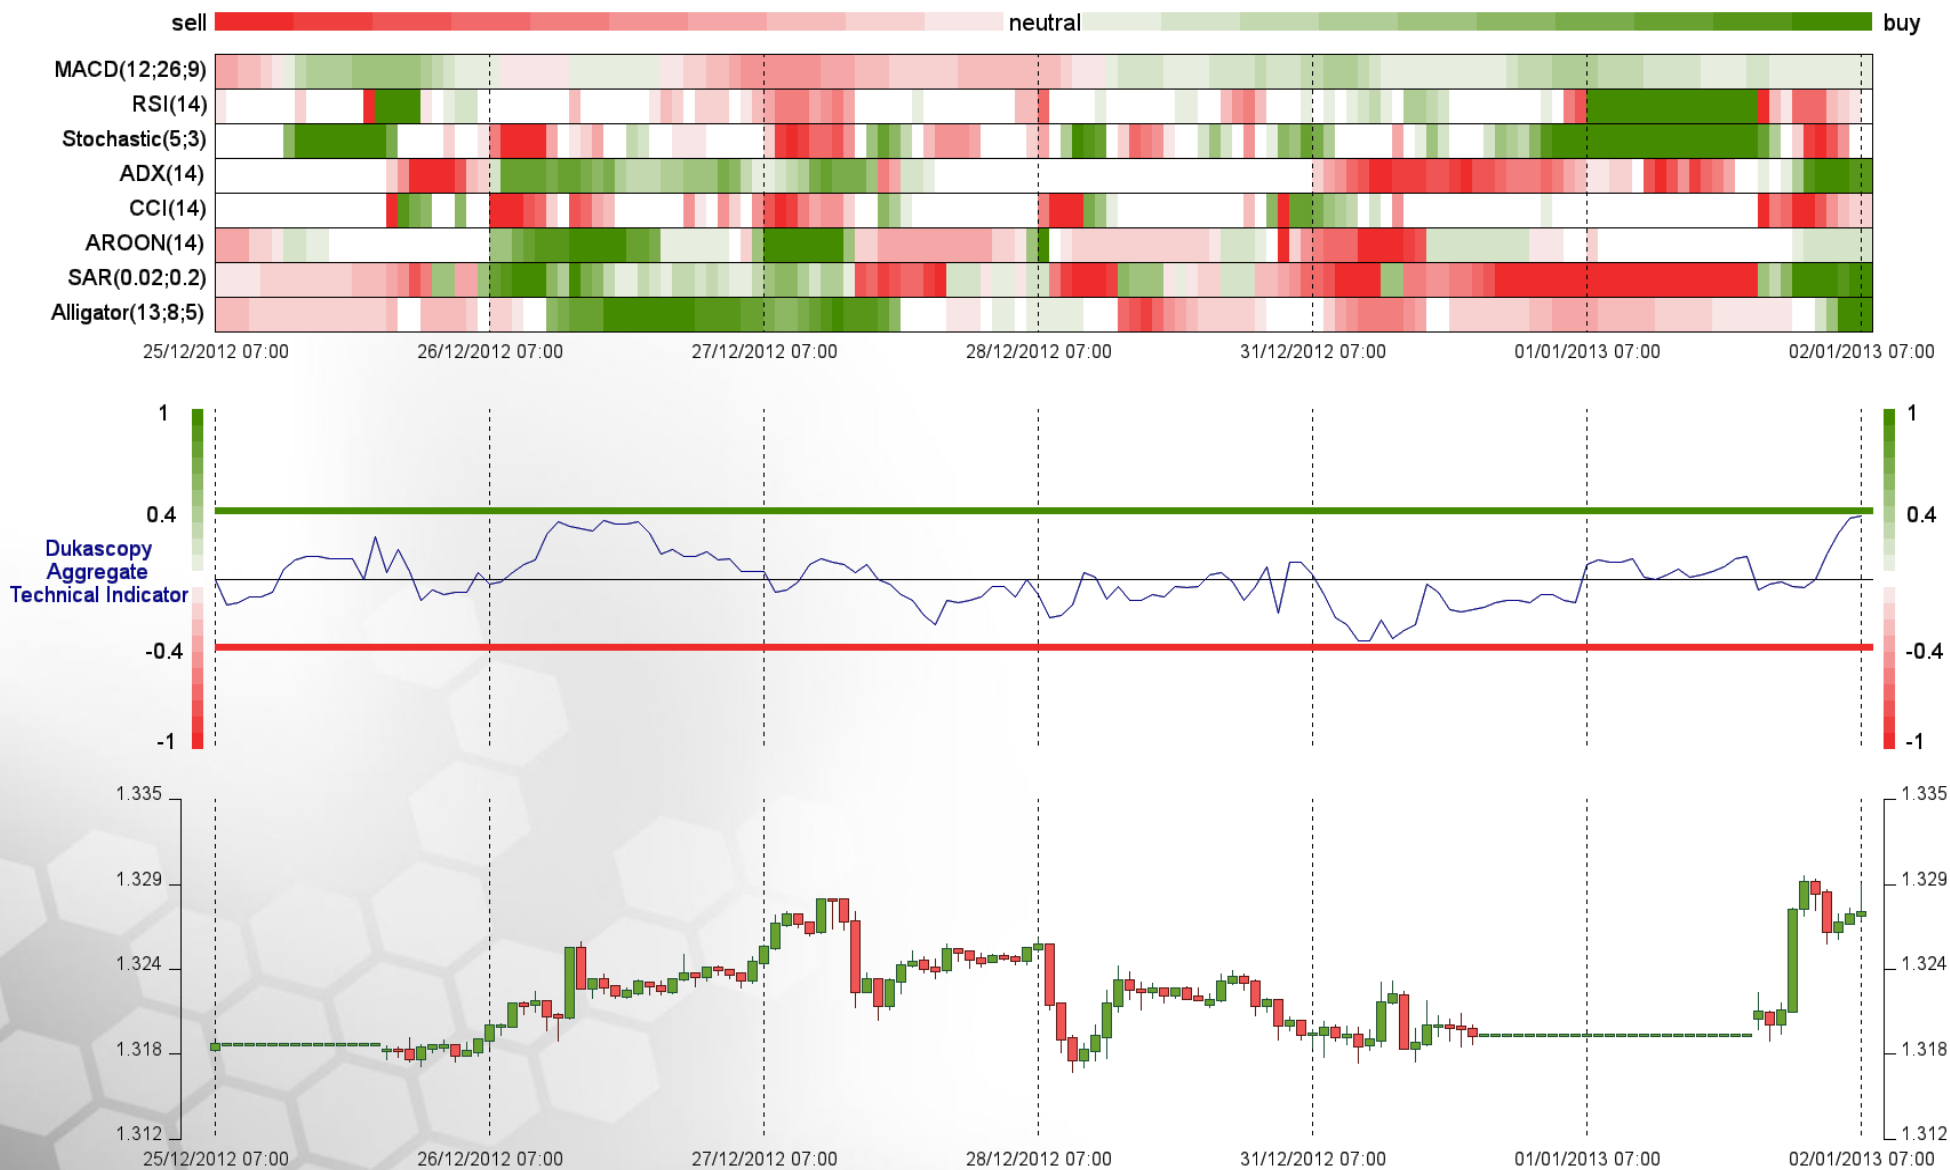 sell neutral buy
MACD(12;26;9)
RSI(14)
Stochastic(5;3)
ADX(14)
CCI(14)
AROON(14)
SAR(0.02;0.2)
Alligator(13;8;5)
25/12/2012 07:00 26/12/2012 07:00 27/12/2012 07:00 28/12/2012 07:00 31/12/2012 07:00 01/01/2013 07:00 02/01/2013 07:00
1 1
0.4 0.4
Dukascopy
Aggregate
Technical Indicator
-0.4 -0.4
-1 -1
1.335 1.335
1.329 1.329
1.324 1.324
1.318 1.318
1.312 1.312
25/12/2012 07:00 26/12/2012 07:00 27/12/2012 07:00 28/12/2012 07:00 31/12/2012 07:00 01/01/2013 07:00 02/01/2013 07:00